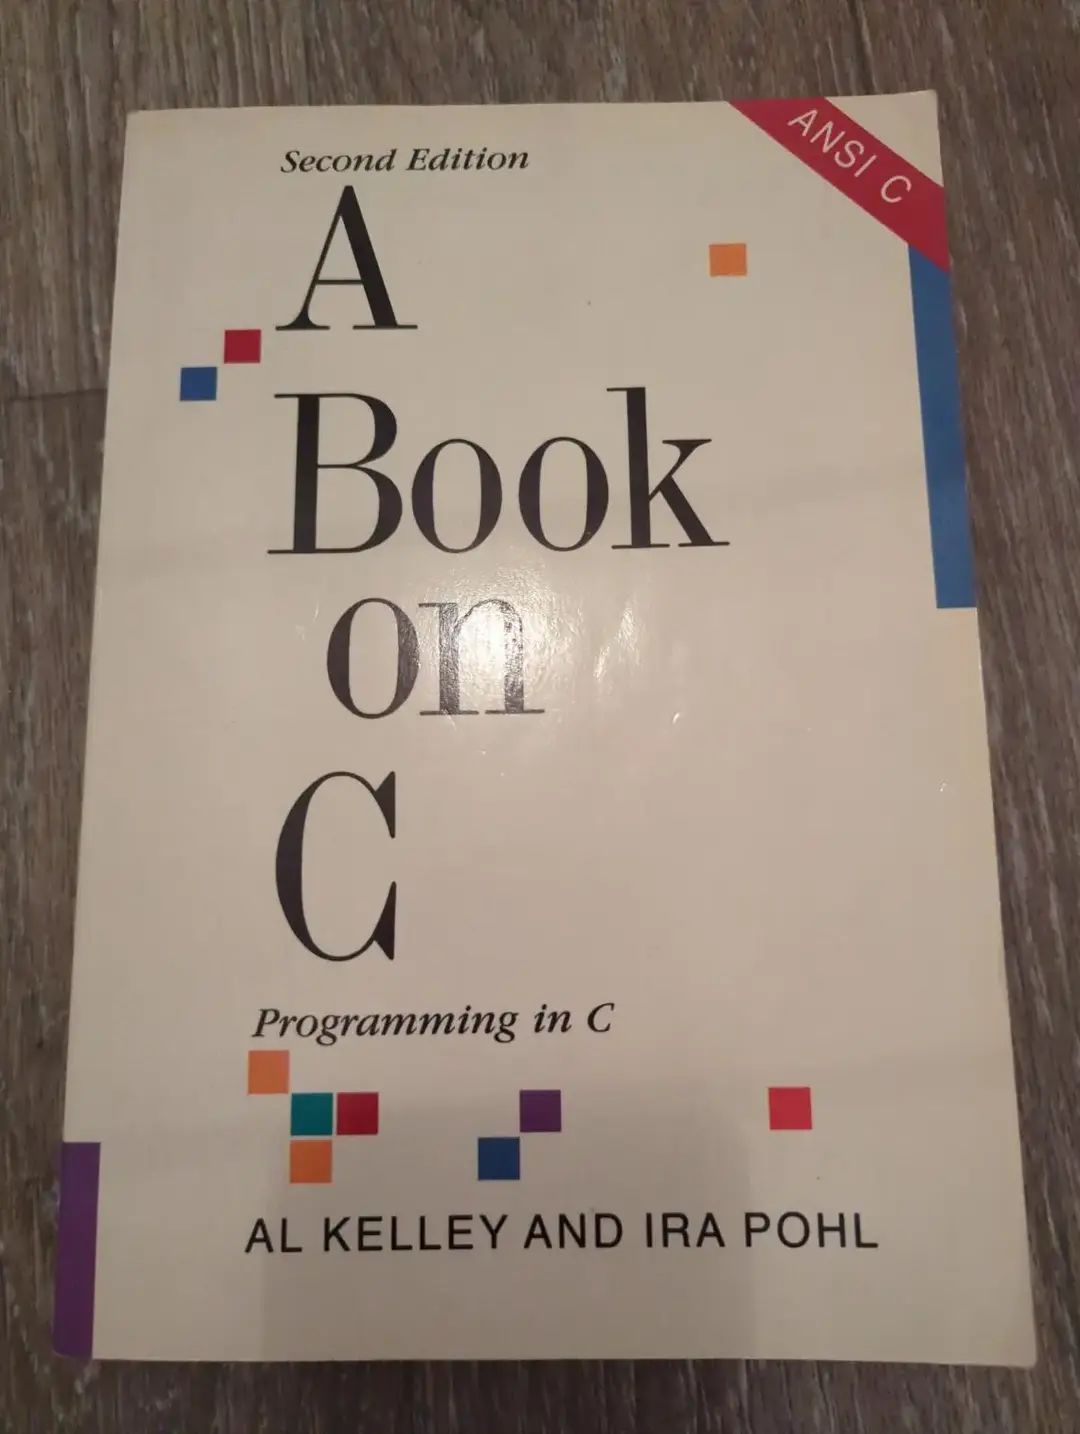 ANSI C
Second Edition
A
Book
on
C
Programming in C
AL KELLEY AND IRA POHL